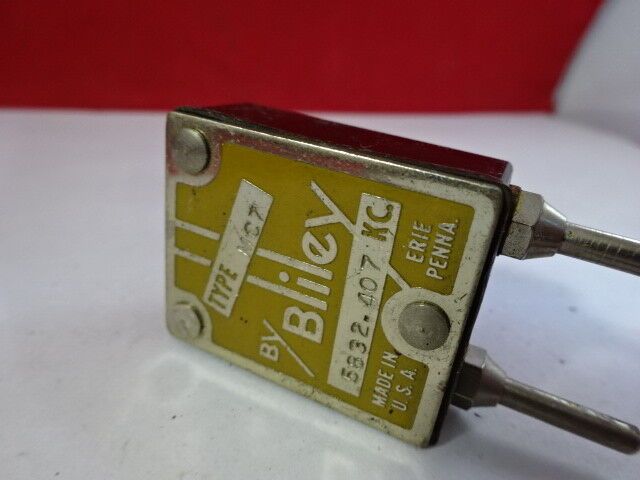 TYPE MC7
BY Bliley
5832.407 KC.
ERIE
PENNA.
MADE IN
U.S.A.